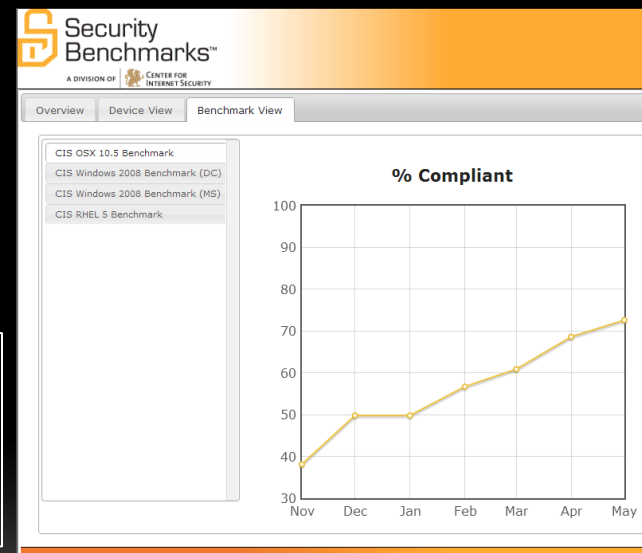 Security
Benchmarks™
A DIVISION OF CENTER FOR
INTERNET SECURITY
Overview Device View Benchmark View
CIS OSX 10.5 Benchmark
CIS Windows 2008 Benchmark (DC)
CIS Windows 2008 Benchmark (MS)
CIS RHEL 5 Benchmark
% Compliant
100
90
80
70
60
50
40
30
Nov Dec Jan Feb Mar Apr May